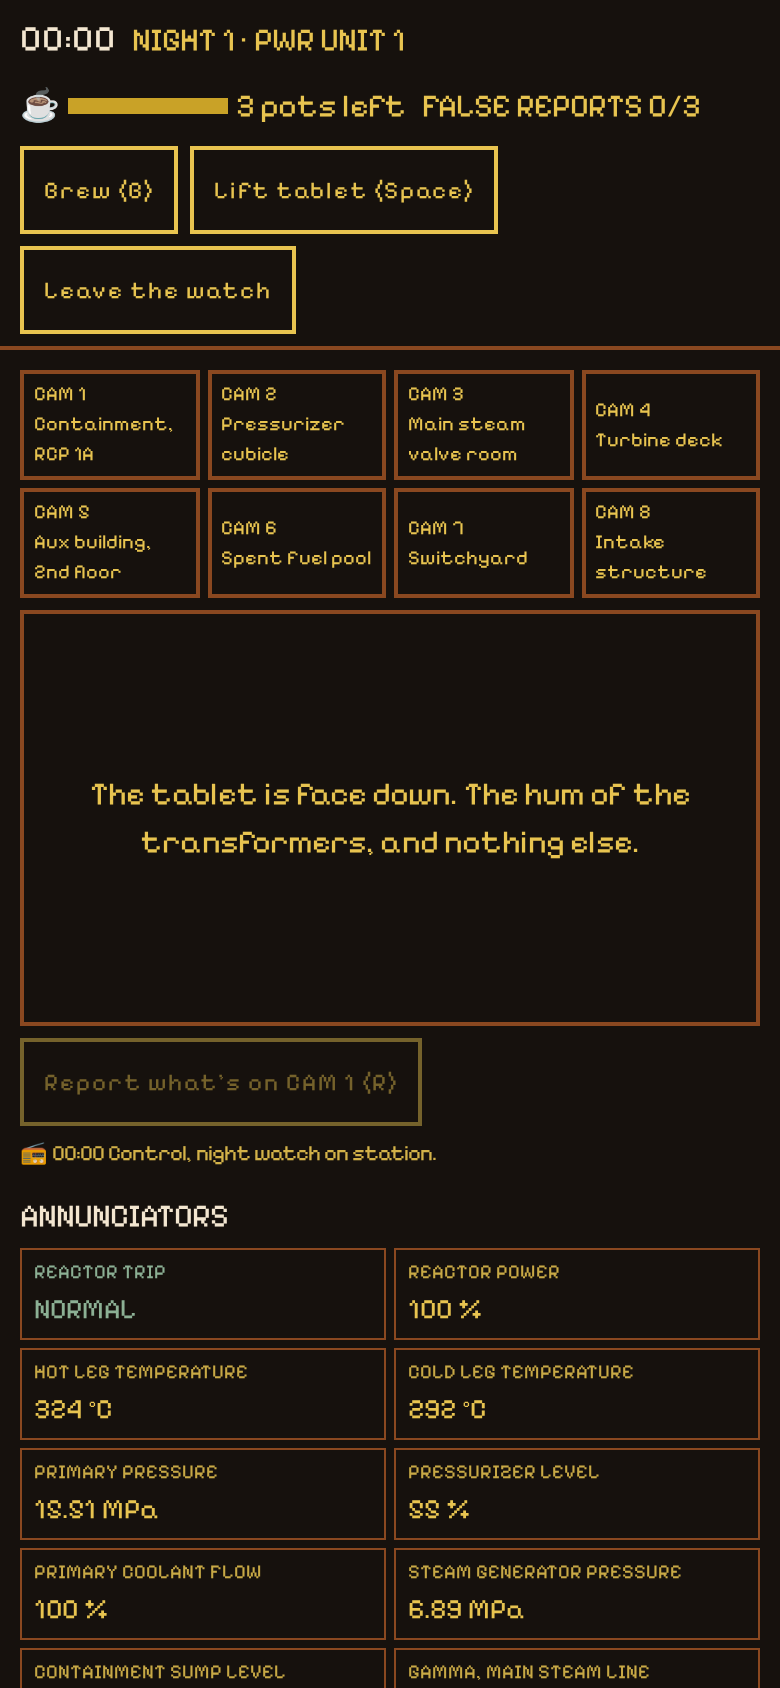 00:00 NIGHT 1 · PWR UNIT 1
3 pots left FALSE REPORTS 0/3
Brew (B)
Lift tablet (Space)
Leave the watch
CAM 1
Containment,
RCP 1A
CAM 2
Pressurizer
cubicle
CAM 3
Main steam
valve room
CAM 4
Turbine deck
CAM 5
Aux building,
2nd floor
CAM 6
Spent fuel pool
CAM 7
Switchyard
CAM 8
Intake
structure
The tablet is face down. The hum of the
transformers, and nothing else.
Report what's on CAM 1 (R)
00:00 Control, night watch on station.
ANNUNCIATORS
REACTOR TRIP
NORMAL
REACTOR POWER
100 %
HOT LEG TEMPERATURE
324 °C
COLD LEG TEMPERATURE
292 °C
PRIMARY PRESSURE
15.51 MPa
PRESSURIZER LEVEL
55 %
PRIMARY COOLANT FLOW
100 %
STEAM GENERATOR PRESSURE
6.89 MPa
CONTAINMENT SUMP LEVEL
GAMMA, MAIN STEAM LINE